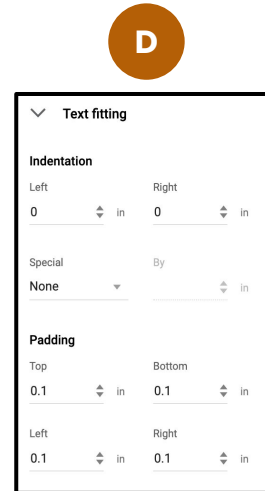 D
Text fitting
Indentation
Left Right
0 in 0 in
Special By
None in
Padding
Top Bottom
0.1 in 0.1 in
Left Right
0.1 in 0.1 in